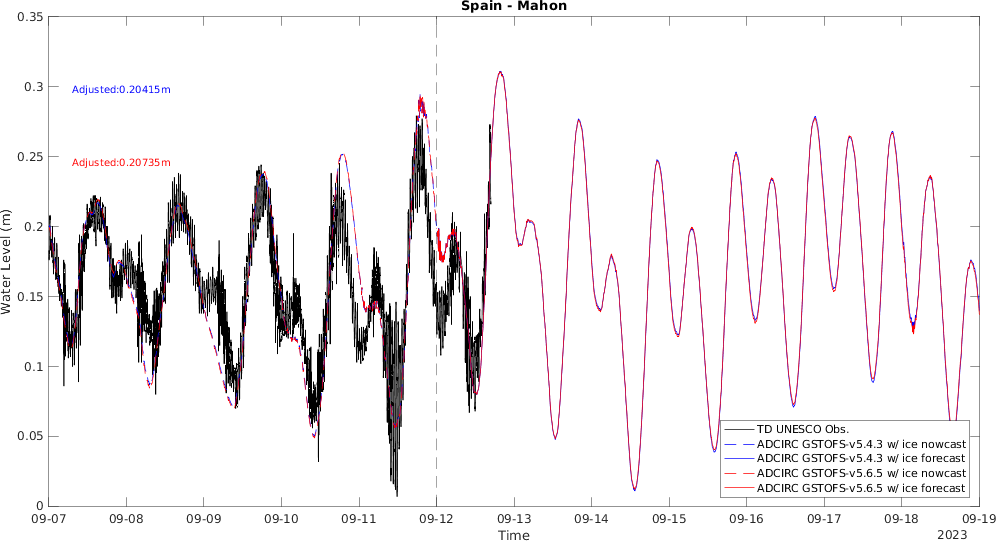 Spain - Mahon
0.35
0.3
0.25
0.2
0.15
0.1
0.05
0
Water Level (m)
Adjusted:0.20415m
Adjusted:0.20735m
TD UNESCO Obs.
ADCIRC GSTOFS-v5.4.3 w/ ice nowcast
ADCIRC GSTOFS-v5.4.3 w/ ice forecast
ADCIRC GSTOFS-v5.6.5 w/ ice nowcast
ADCIRC GSTOFS-v5.6.5 w/ ice forecast
09-07 09-08 09-09 09-10 09-11 09-12 09-13 09-14 09-15 09-16 09-17 09-18 09-19
Time
2023